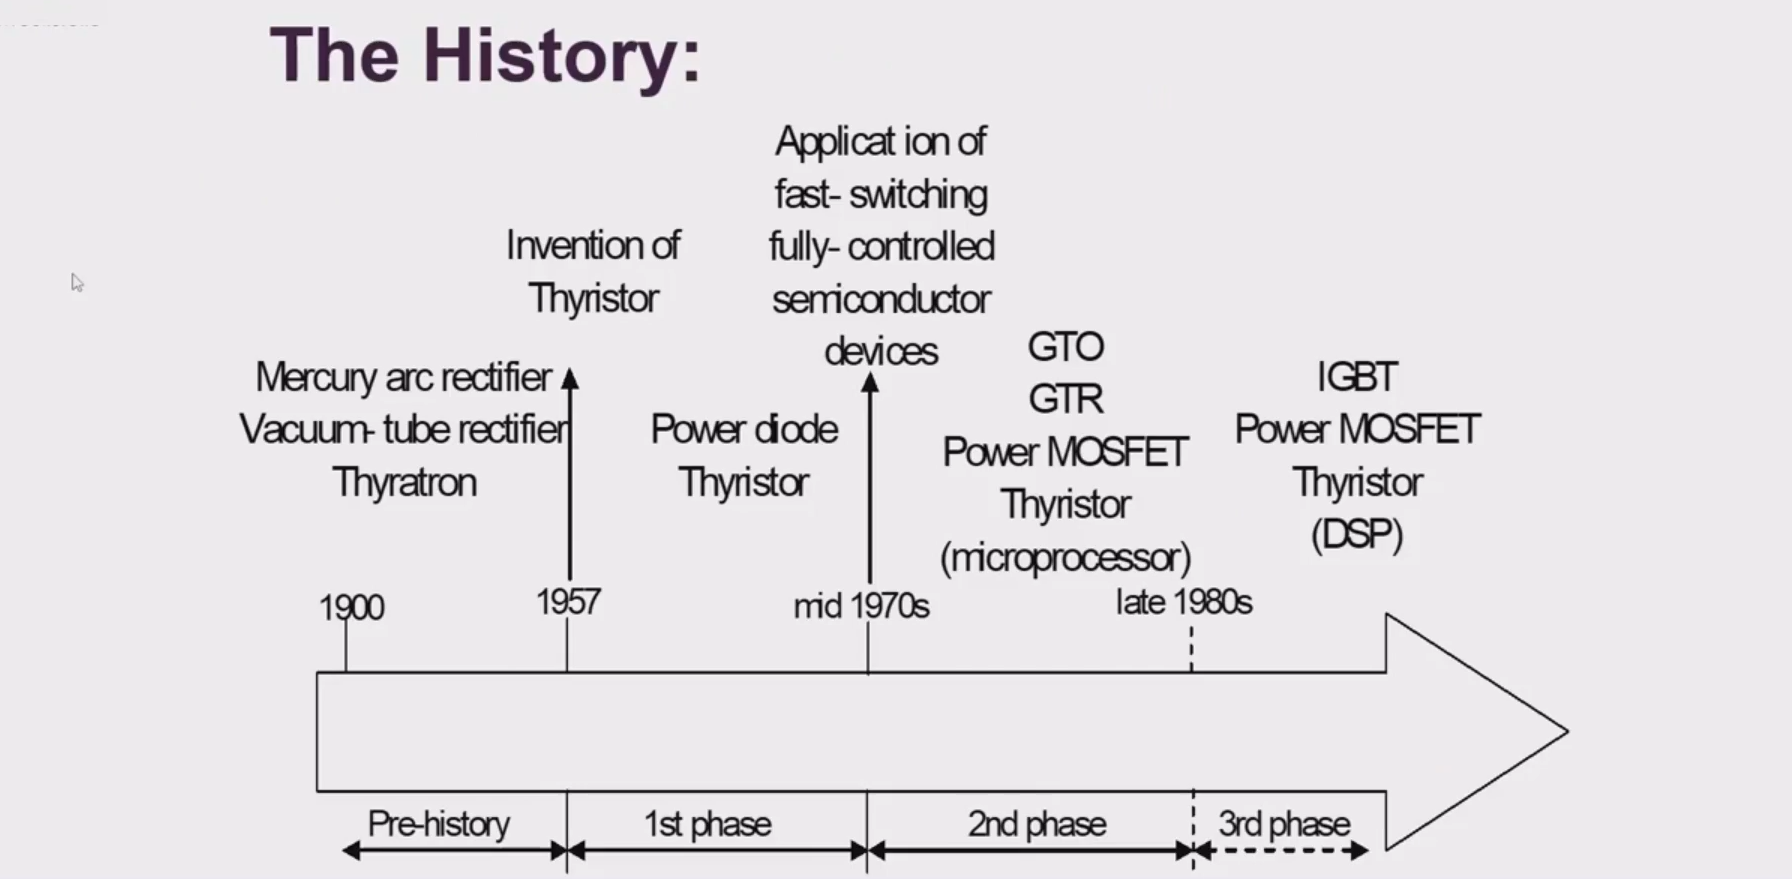 The History:
Applicat ion of
fast- switching
fully- controlled
semiconductor
devices
Invention of
Thyristor
Mercury arc rectifier
Vacuum- tube rectifier
Thyratron
Power diode
Thyristor
GTO
GTR
Power MOSFET
Thyristor
(microprocessor)
IGBT
Power MOSFET
Thyristor
(DSP)
1900
1957
mid 1970s
late 1980s
Pre-history
1st phase
2nd phase
3rd phase